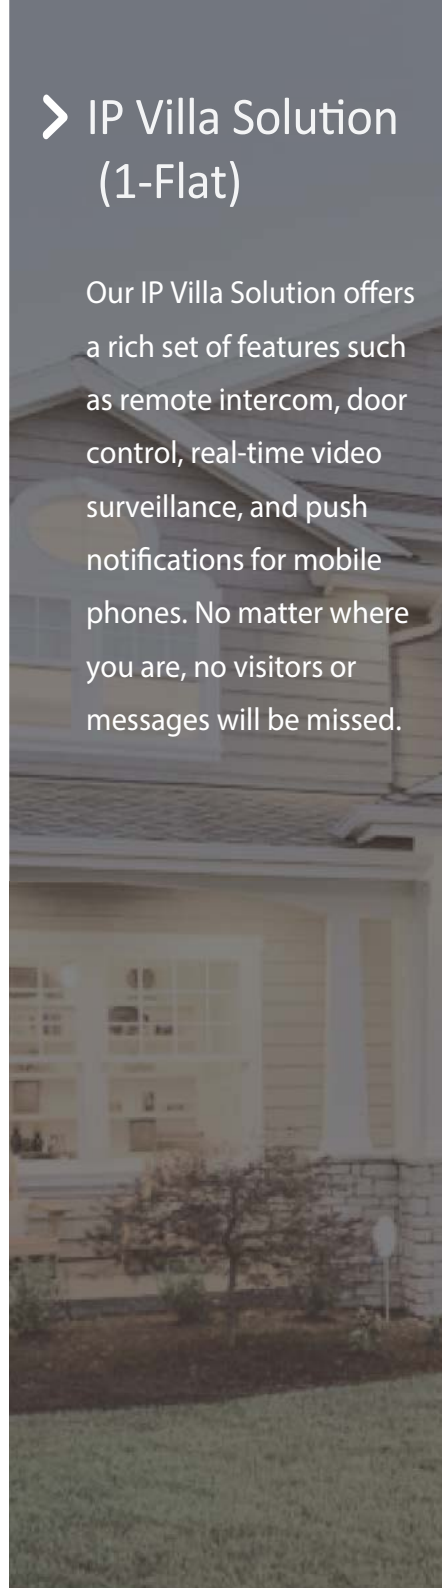 IP Villa Solution
(1-Flat)
Our IP Villa Solution offers
a rich set of features such
as remote intercom, door
control, real-time video
surveillance, and push
notifications for mobile
phones. No matter where
you are, no visitors or
messages will be missed.